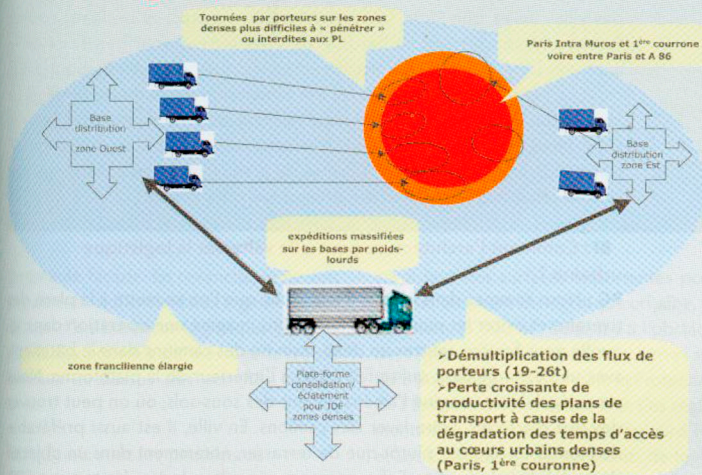 Tournées par porteurs sur les zones
denses plus difficiles à « pénétrer »
ou interdites aux PL
Paris Intra Muros et 1ère courrone
voire entre Paris et A 86
Base
distribution
zone Ouest
Base
distribution
zone Est
expéditions massifiées
sur les bases par poids-
lourds
zone francilienne élargie
Plate-forme
consolidation/
éclatement
pour IDF
zones denses
➢Démultiplication des flux de
porteurs (19-26t)
➢Perte croissante de
productivité des plans de
transport à cause de la
dégradation des temps d'accès
au cœurs urbains denses
(Paris, 1ère couronne)